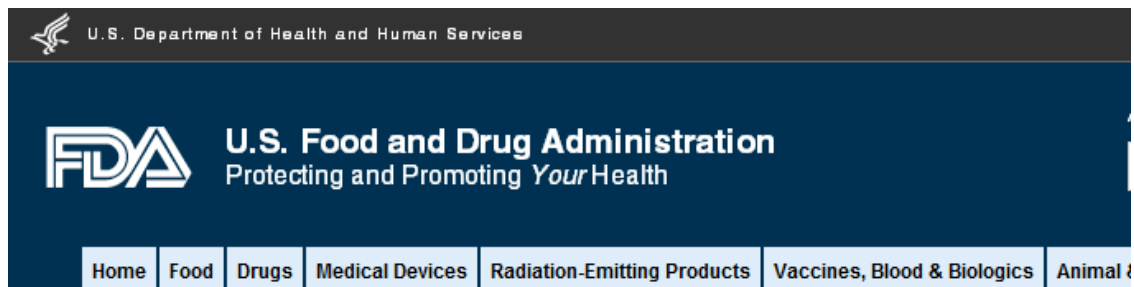 U.S. Department of Health and Human Services
FDA
U.S. Food and Drug Administration
Protecting and Promoting Your Health
Home Food Drugs Medical Devices Radiation-Emitting Products Vaccines, Blood & Biologics Animal &